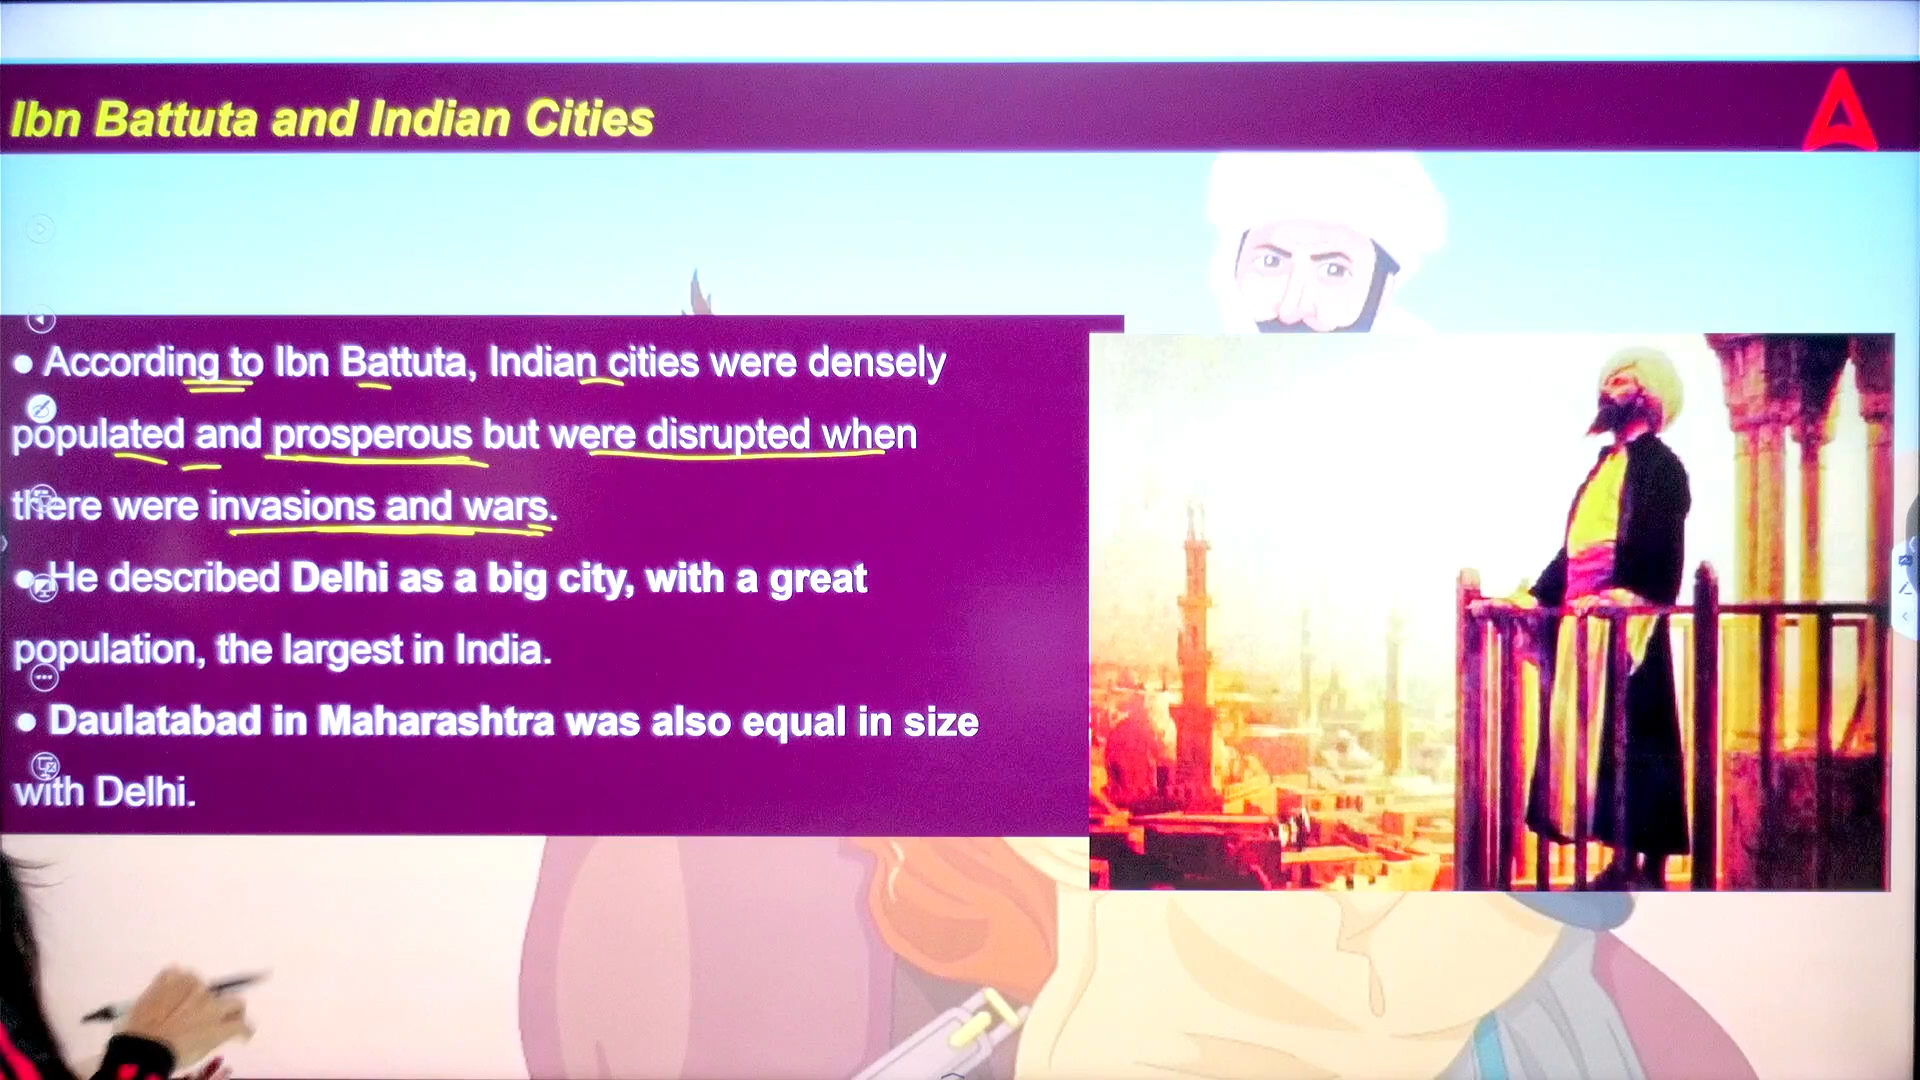 Ibn Battuta and Indian Cities
● According to Ibn Battuta, Indian cities were densely
populated and prosperous but were disrupted when
there were invasions and wars.
● He described Delhi as a big city, with a great
population, the largest in India.
● Daulatabad in Maharashtra was also equal in size
with Delhi.